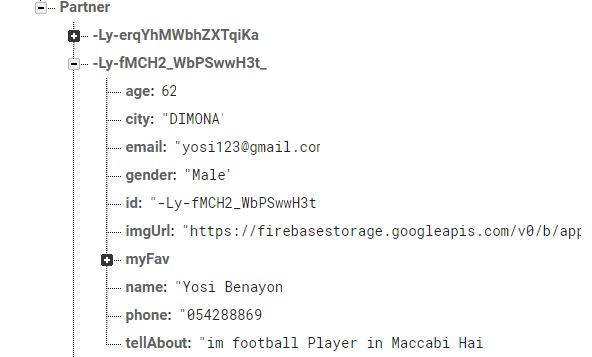 Partner
-Ly-erqYhMWbhZXTqiKa
-Ly-fMCH2_WbPSwwH3t_
age: 62
city: "DIMONA"
email: "yosi123@gmail.com
gender: "Male"
id: "-Ly-fMCH2_WbPSwwH3t
imgUrl: "https://firebasestorage.googleapis.com/v0/b/app
myFav
name: "Yosi Benayon
phone: "054288869
tellAbout: "im football Player in Maccabi Hai